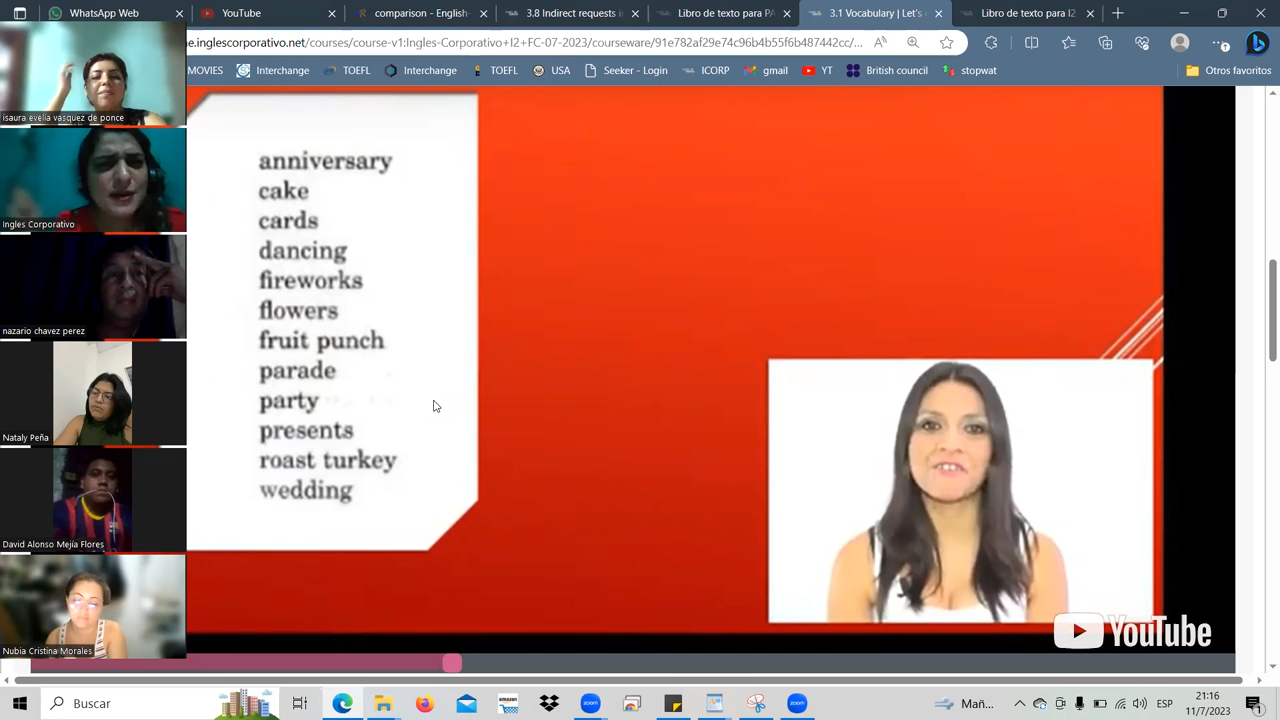 WhatsApp Web
YouTube
comparison - English-
3.8 Indirect requests i
Libro de texto para PA
3.1 Vocabulary | Let's
Libro de texto para I2
e.inglescorporativo.net/courses/course-v1:Ingles-Corporativo+I2+FC-07-2023/courseware/91e782af29e74c96b4b55f6b487442cc/...
MOVIES
Interchange
TOEFL
Interchange
TOEFL
USA
Seeker - Login
ICORP
gmail
YT
British council
stopwat
Otros favoritos
isaura evelia vasquez de ponce
Ingles Corporativo
nazario chavez perez
Nataly Peña
David Alonso Mejía Flores
Nubia Cristina Morales
anniversary
cake
cards
dancing
fireworks
flowers
fruit punch
parade
party
presents
roast turkey
wedding
YouTube
Buscar
amazon
zoom
zoom
Mañ...
ESP
21:16
11/7/2023
1